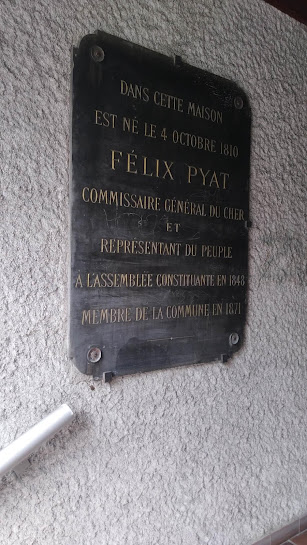 DANS CETTE MAISON
EST NÉ LE 4 OCTOBRE 1810
FÉLIX PYAT
COMMISSAIRE GÉNÉRAL DU CHER
ET
REPRESENTANT DU PEUPLE
À L'ASSEMBLÉE CONSTITUANTE EN 1848
MEMBRE DE LA COMMUNE EN 1871